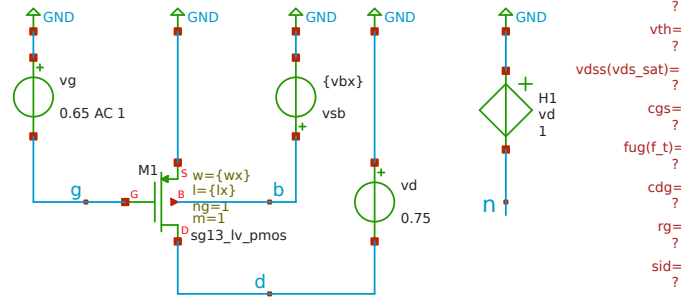 GND
GND
GND
GND
GND
vg
0.65 AC 1
{vbx}
vsb
H1
vd
1
M1
S
w={wx}
l={lx}
G
B
ng=1
m=1
D
sg13_lv_pmos
g
b
d
n
vd
0.75
?
vth=
?
vdss(vds_sat)=
?
cgs=
?
fug(f_t)=
?
cdg=
?
rg=
?
sid=
?